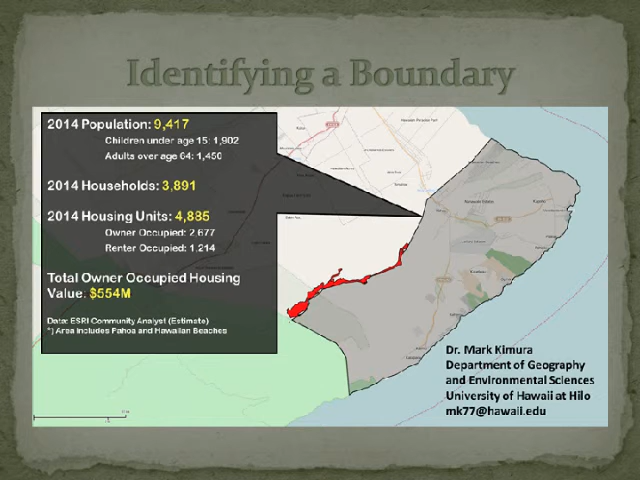 Identifying a Boundary
2014 Population: 9,417
Children under age 15: 1,902
Adults over age 64: 1,450
2014 Households: 3,891
2014 Housing Units: 4,885
Owner Occupied: 2,677
Renter Occupied: 1,214
Total Owner Occupied Housing
Value: $554M
Data: ESRI Community Analyst (Estimate)
*) Area includes Pahoa and Hawaiian Beaches
Dr. Mark Kimura
Department of Geography
and Environmental Sciences
University of Hawaii at Hilo
mk77@hawaii.edu